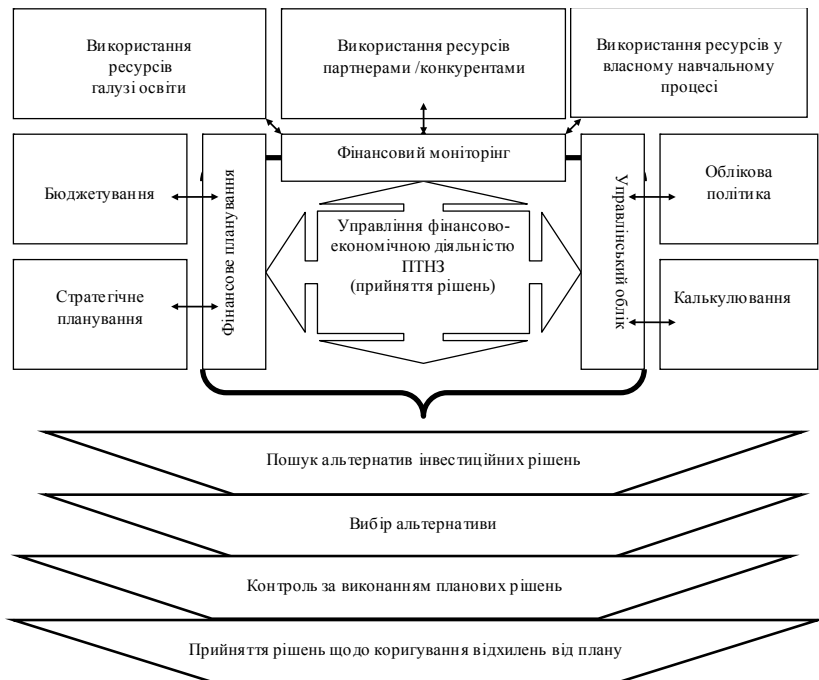 Використання
ресурсів
галузі освіти
Використання ресурсів
партнерами /конкурентами
Використання ресурсів у
власному навчальному
процесі
Фінансовий моніторінг
Бюджетування
Стратегічне
планування
Фінансове планування
Управління фінансово-
економічною діяльністю
ПТНЗ
(прийняття рішень)
Управлінський облік
Облікова
політика
Калькулювання
Пошук альтернатив інвестиційних рішень
Вибір альтернативи
Контроль за виконанням планових рішень
Прийняття рішень щодо коригування відхилень від плану